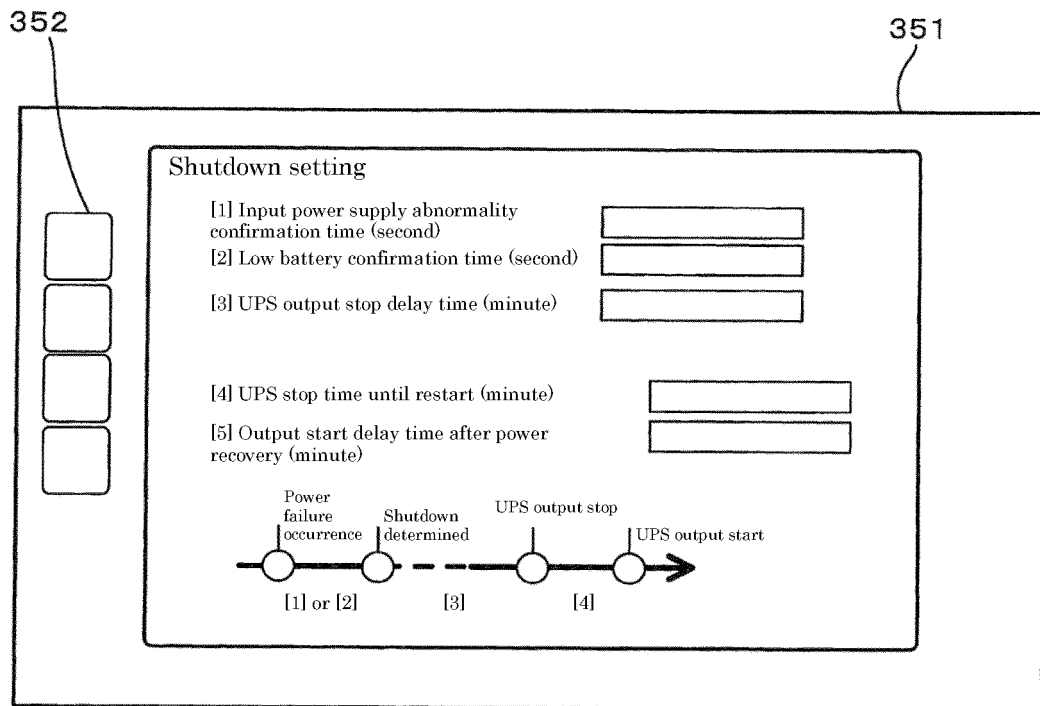 352
351
Shutdown setting
[1] Input power supply abnormality
confirmation time (second)
[2] Low battery confirmation time (second)
[3] UPS output stop delay time (minute)
[4] UPS stop time until restart (minute)
[5] Output start delay time after power
recovery (minute)
Power
failure
occurrence
Shutdown
determined
UPS output stop
UPS output start
[1] or [2]
[3]
[4]